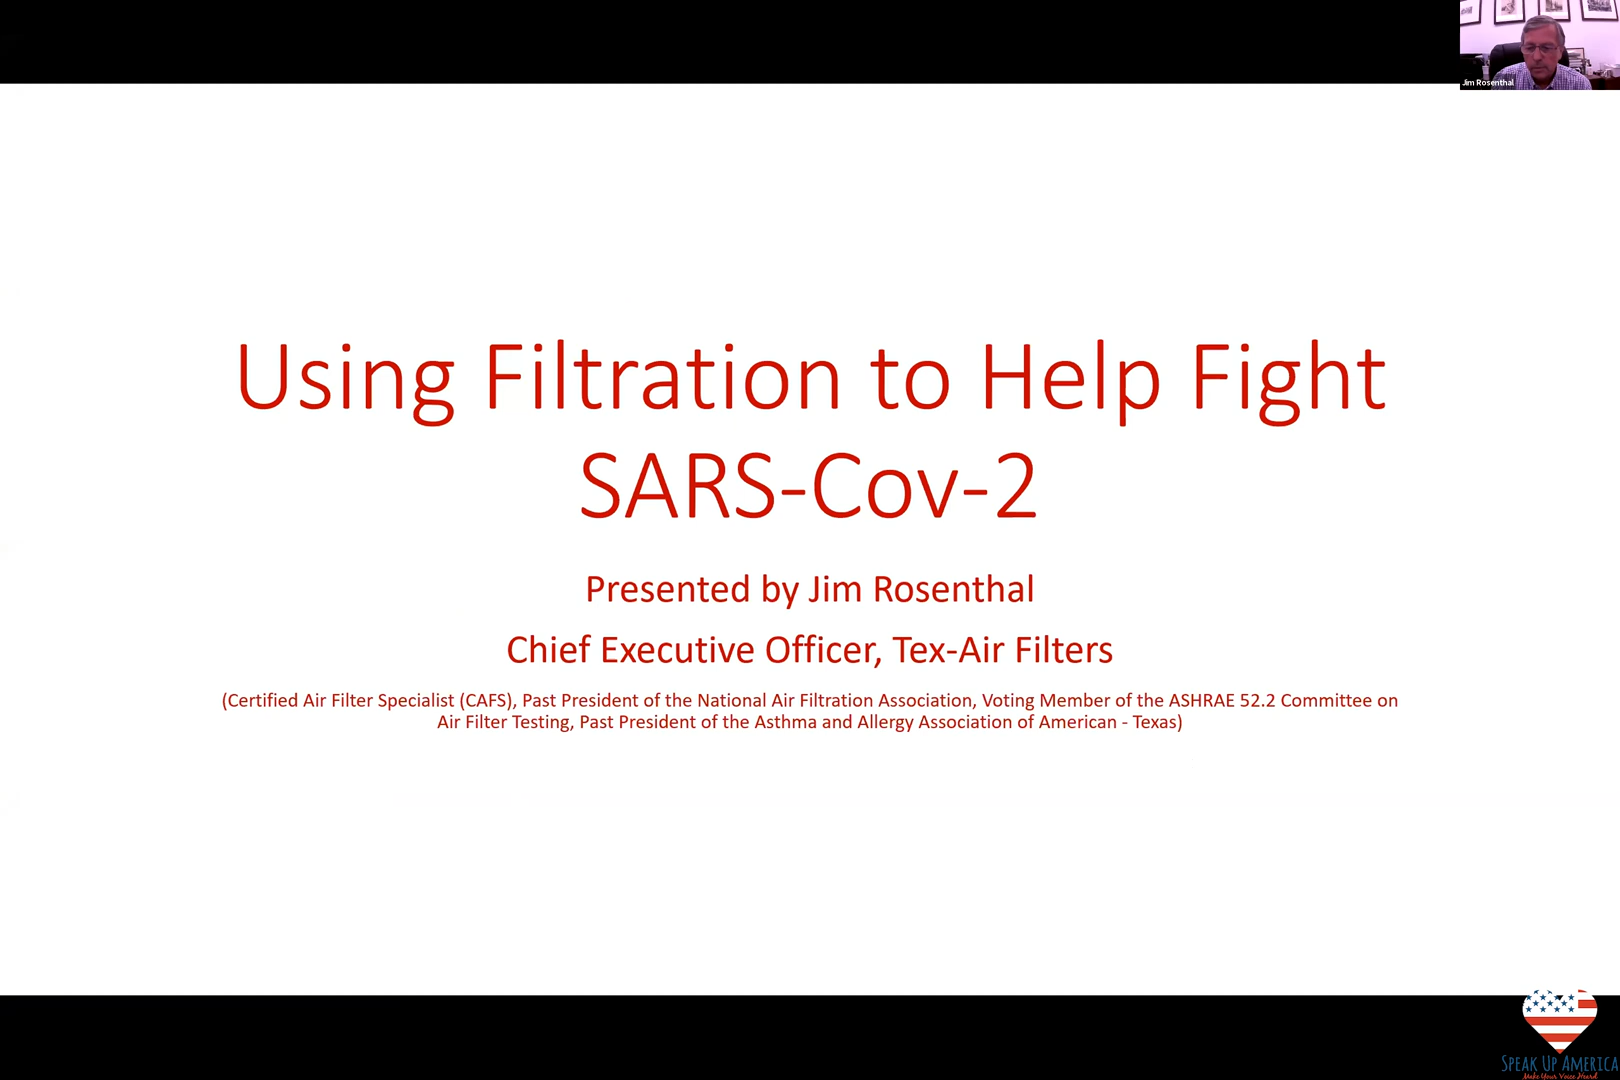 Jim Rosenthal
Using Filtration to Help Fight
SARS-Cov-2
Presented by Jim Rosenthal
Chief Executive Officer, Tex-Air Filters
(Certified Air Filter Specialist (CAFS), Past President of the National Air Filtration Association, Voting Member of the ASHRAE 52.2 Committee on
Air Filter Testing, Past President of the Asthma and Allergy Association of American - Texas)
SPEAK UP AMERICA
Make Your Voice Heard